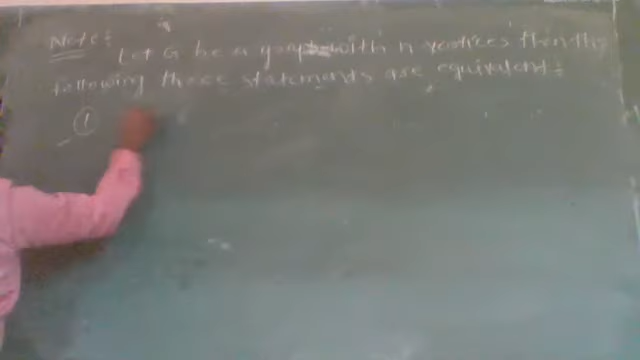 Note:
Let G be a graph with n vertices then the
following three statements are equivalent:
①